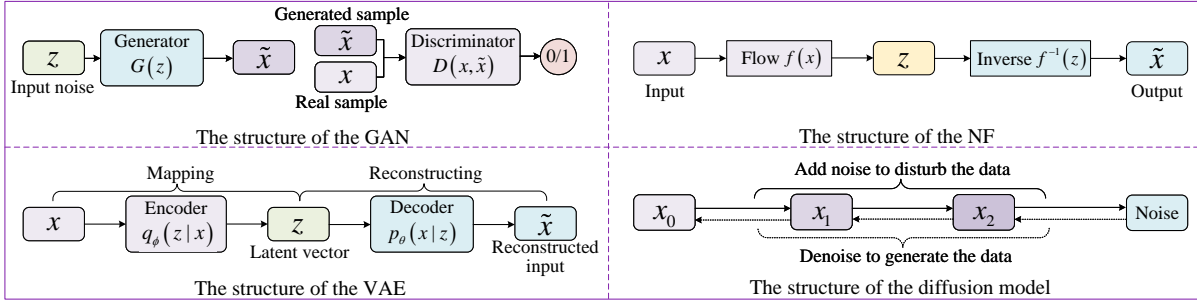 Generated sample
z
Generator
G(z)
x̃
x̃
x
Discriminator
D(x, x̃)
0/1
Input noise
Real sample
The structure of the GAN
x
Flow f(x)
z
Inverse f⁻¹(z)
x̃
Input
Output
The structure of the NF
Mapping
Reconstructing
x
Encoder
q_ϕ(z | x)
z
Decoder
p_θ(x | z)
x̃
Latent vector
Reconstructed
input
The structure of the VAE
Add noise to disturb the data
x₀
x₁
x₂
Noise
Denoise to generate the data
The structure of the diffusion model